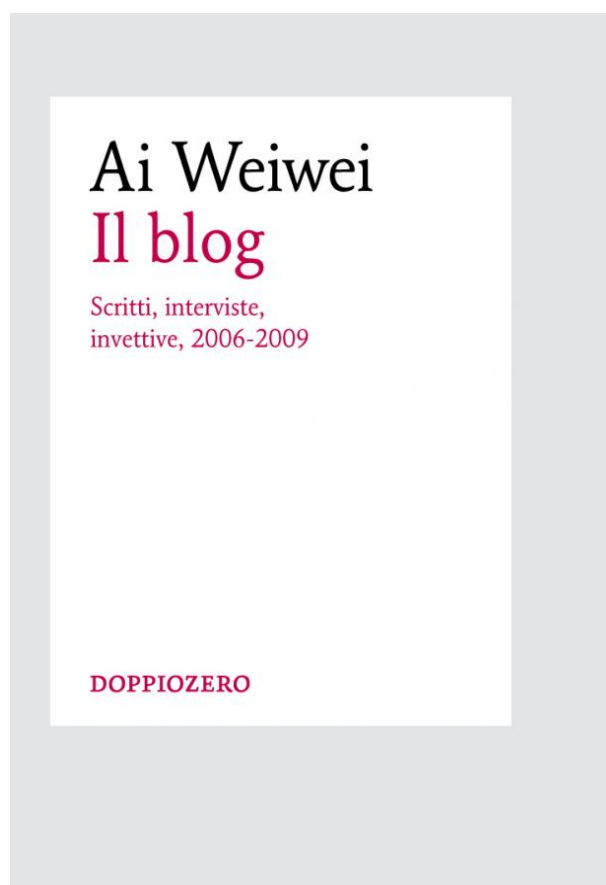 Ai Weiwei
Il blog
Scritti, interviste,
invettive, 2006-2009
DOPPIOZERO